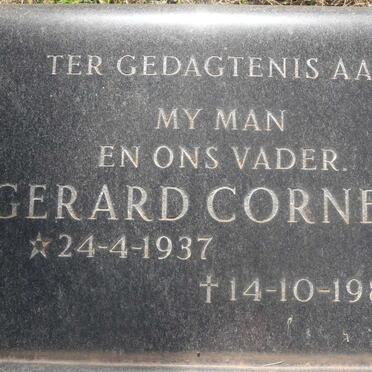 TER GEDAGTENIS AA
MY MAN
EN ONS VADER.
GERARD CORNE
☆24-4-1937
†14-10-198